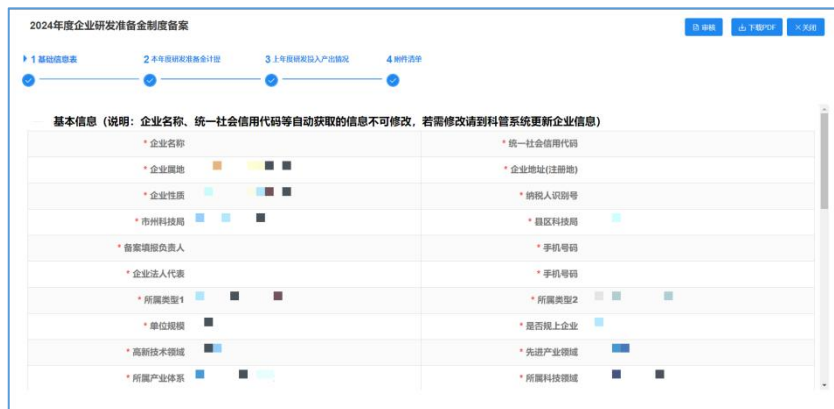 2024年度企业研发准备金制度备案
审核 下载PDF ×关闭
1 基础信息表 2 本年度研发准备金计提 3 上年度研发投入产出情况 4 附件清单
基本信息（说明：企业名称、统一社会信用代码等自动获取的信息不可修改，若需修改请到科管系统更新企业信息）
* 企业名称 * 统一社会信用代码
* 企业属地 * 企业地址(注册地)
* 企业性质 * 纳税人识别号
* 市州科技局 * 县区科技局
* 备案填报负责人 * 手机号码
* 企业法人代表 * 手机号码
* 所属类型1 * 所属类型2
* 单位规模 * 是否规上企业
* 高新技术领域 * 先进产业领域
* 所属产业体系 * 所属科技领域